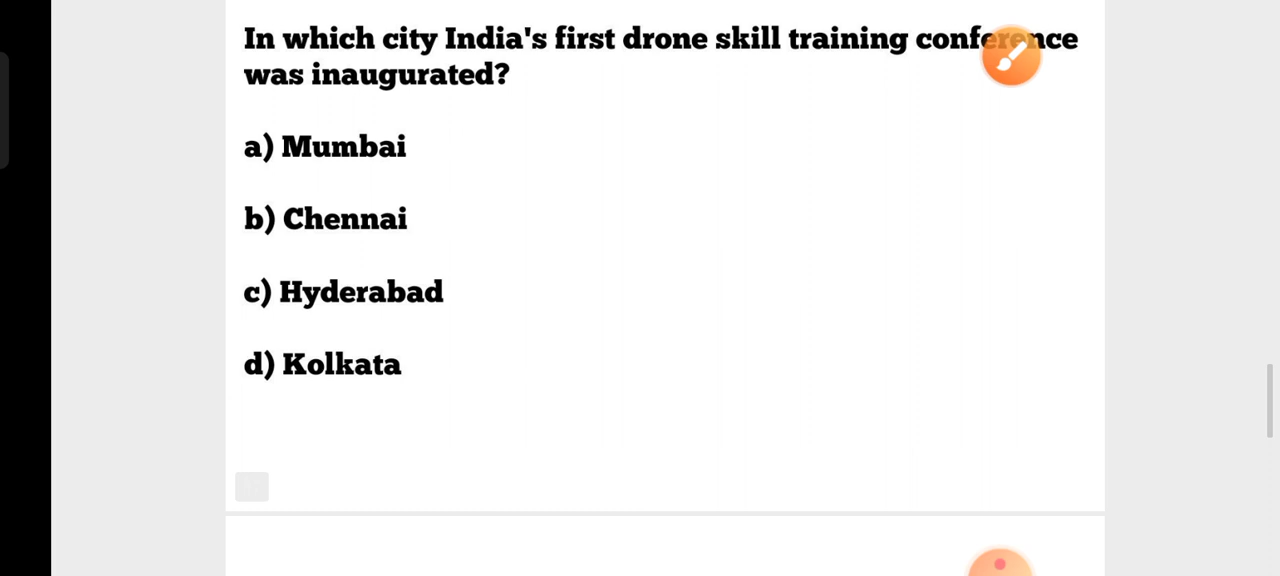 In which city India's first drone skill training conference
was inaugurated?
a) Mumbai
b) Chennai
c) Hyderabad
d) Kolkata